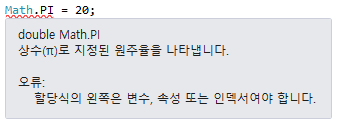 Math.PI = 20;
double Math.PI
상수(π)로 지정된 원주율을 나타냅니다.
오류:
할당식의 왼쪽은 변수, 속성 또는 인덱서여야 합니다.